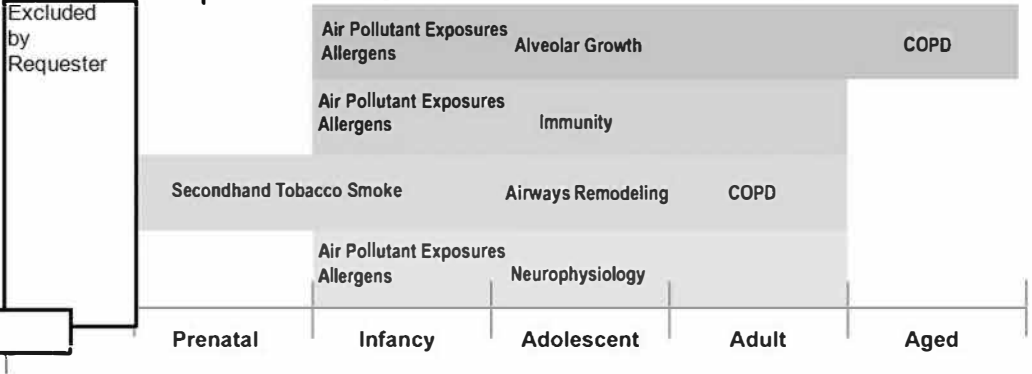 Excluded
by
Requester
Air Pollutant Exposures
Allergens
Alveolar Growth
COPD
Air Pollutant Exposures
Allergens
Immunity
Secondhand Tobacco Smoke
Airways Remodeling
COPD
Air Pollutant Exposures
Allergens
Neurophysiology
Prenatal
Infancy
Adolescent
Adult
Aged